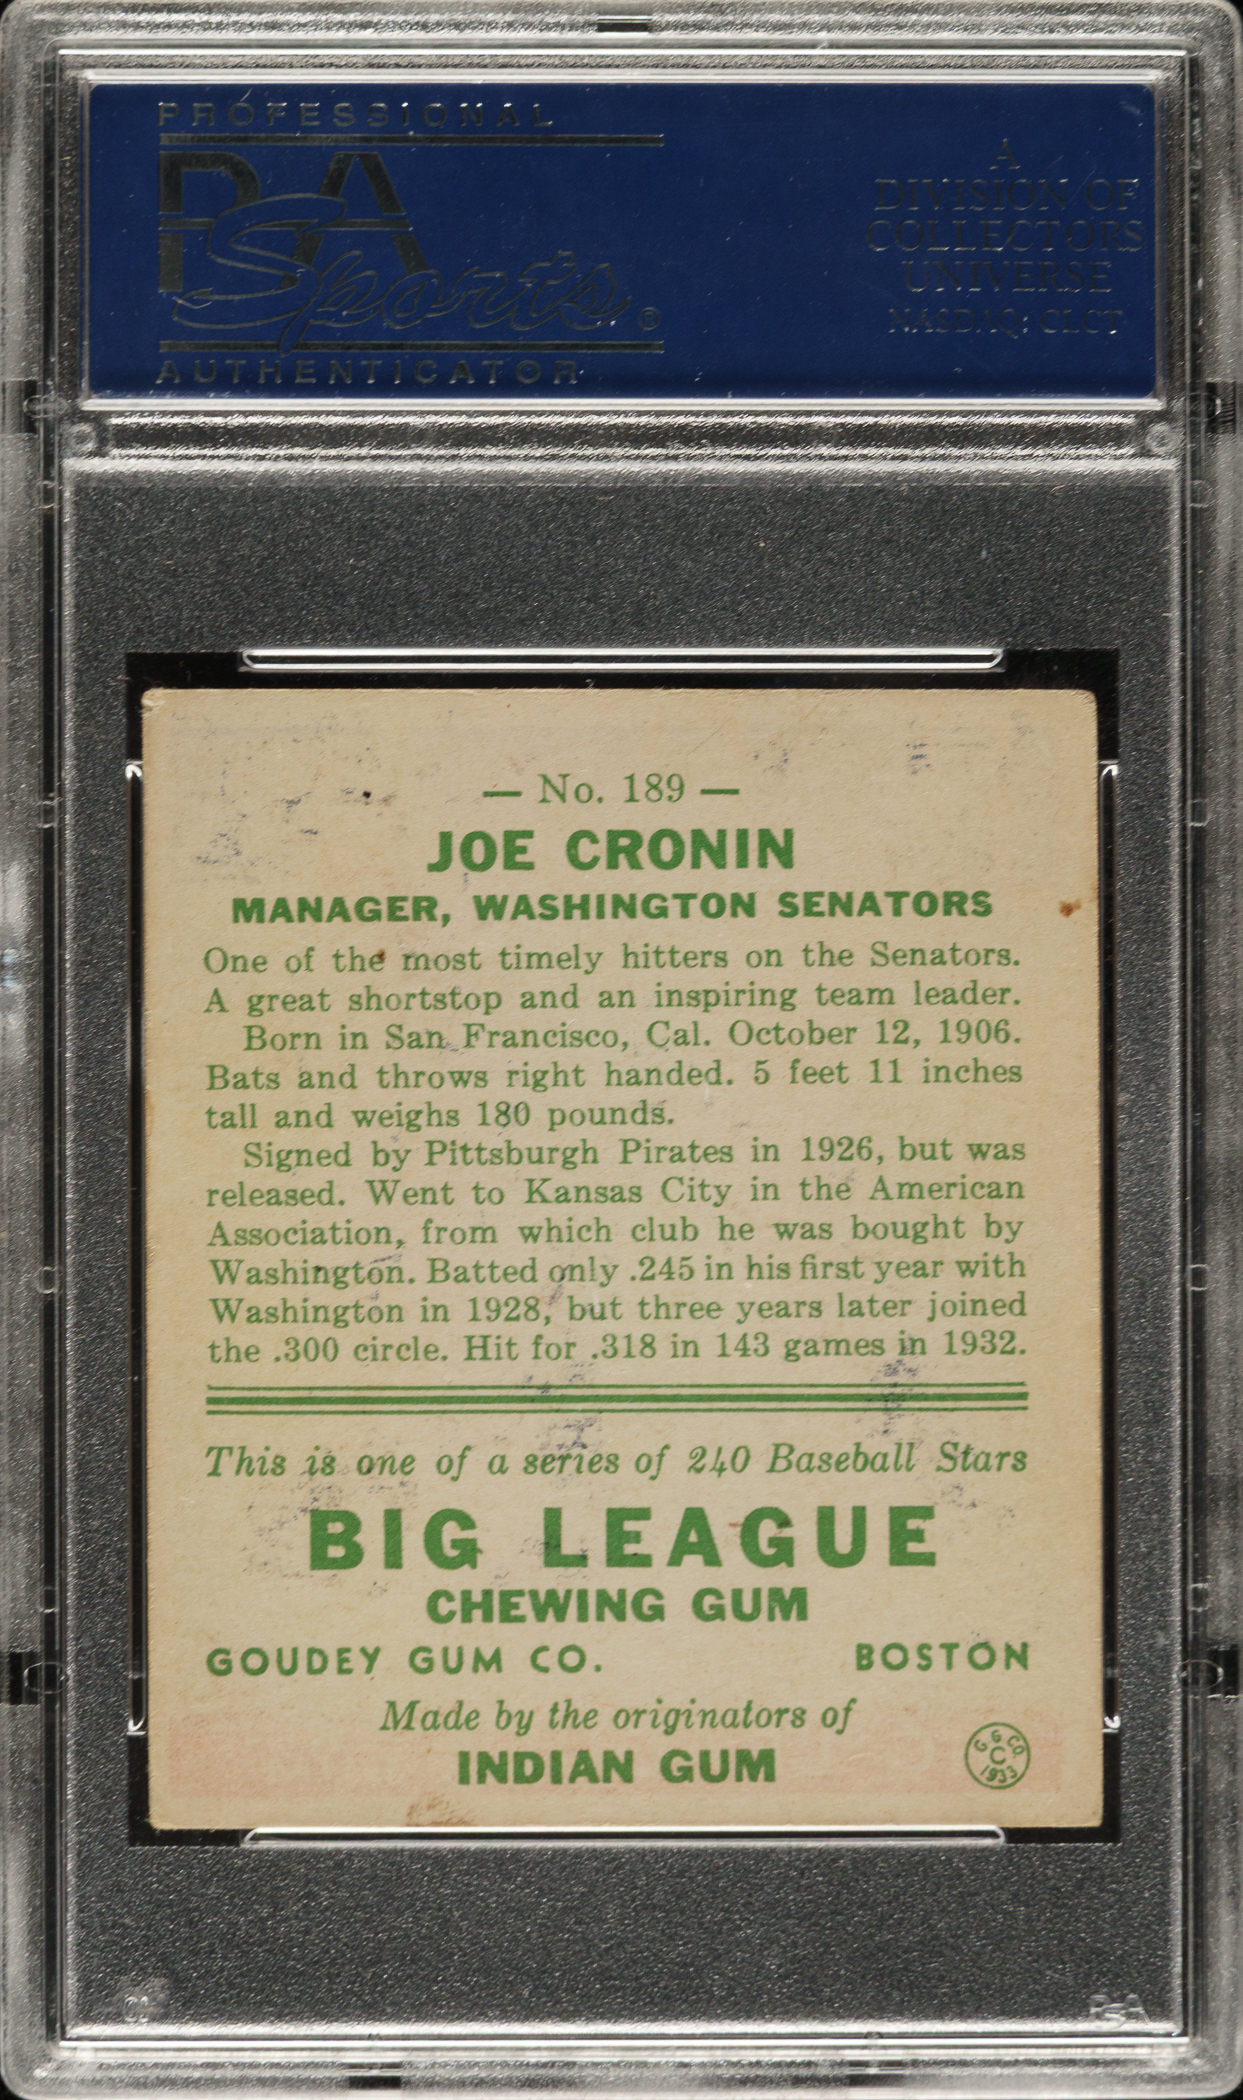 PROFESSIONAL
PSA
Sports®
AUTHENTICATOR
A
DIVISION OF
COLLECTORS
UNIVERSE
NASDAQ: CLCT
— No. 189 —
JOE CRONIN
MANAGER, WASHINGTON SENATORS
One of the most timely hitters on the Senators.
A great shortstop and an inspiring team leader.
Born in San Francisco, Cal. October 12, 1906.
Bats and throws right handed. 5 feet 11 inches
tall and weighs 180 pounds.
Signed by Pittsburgh Pirates in 1926, but was
released. Went to Kansas City in the American
Association, from which club he was bought by
Washington. Batted only .245 in his first year with
Washington in 1928, but three years later joined
the .300 circle. Hit for .318 in 143 games in 1932.
This is one of a series of 240 Baseball Stars
BIG LEAGUE
CHEWING GUM
GOUDEY GUM CO. BOSTON
Made by the originators of
INDIAN GUM
G. G. CO.
C
1933
PSA